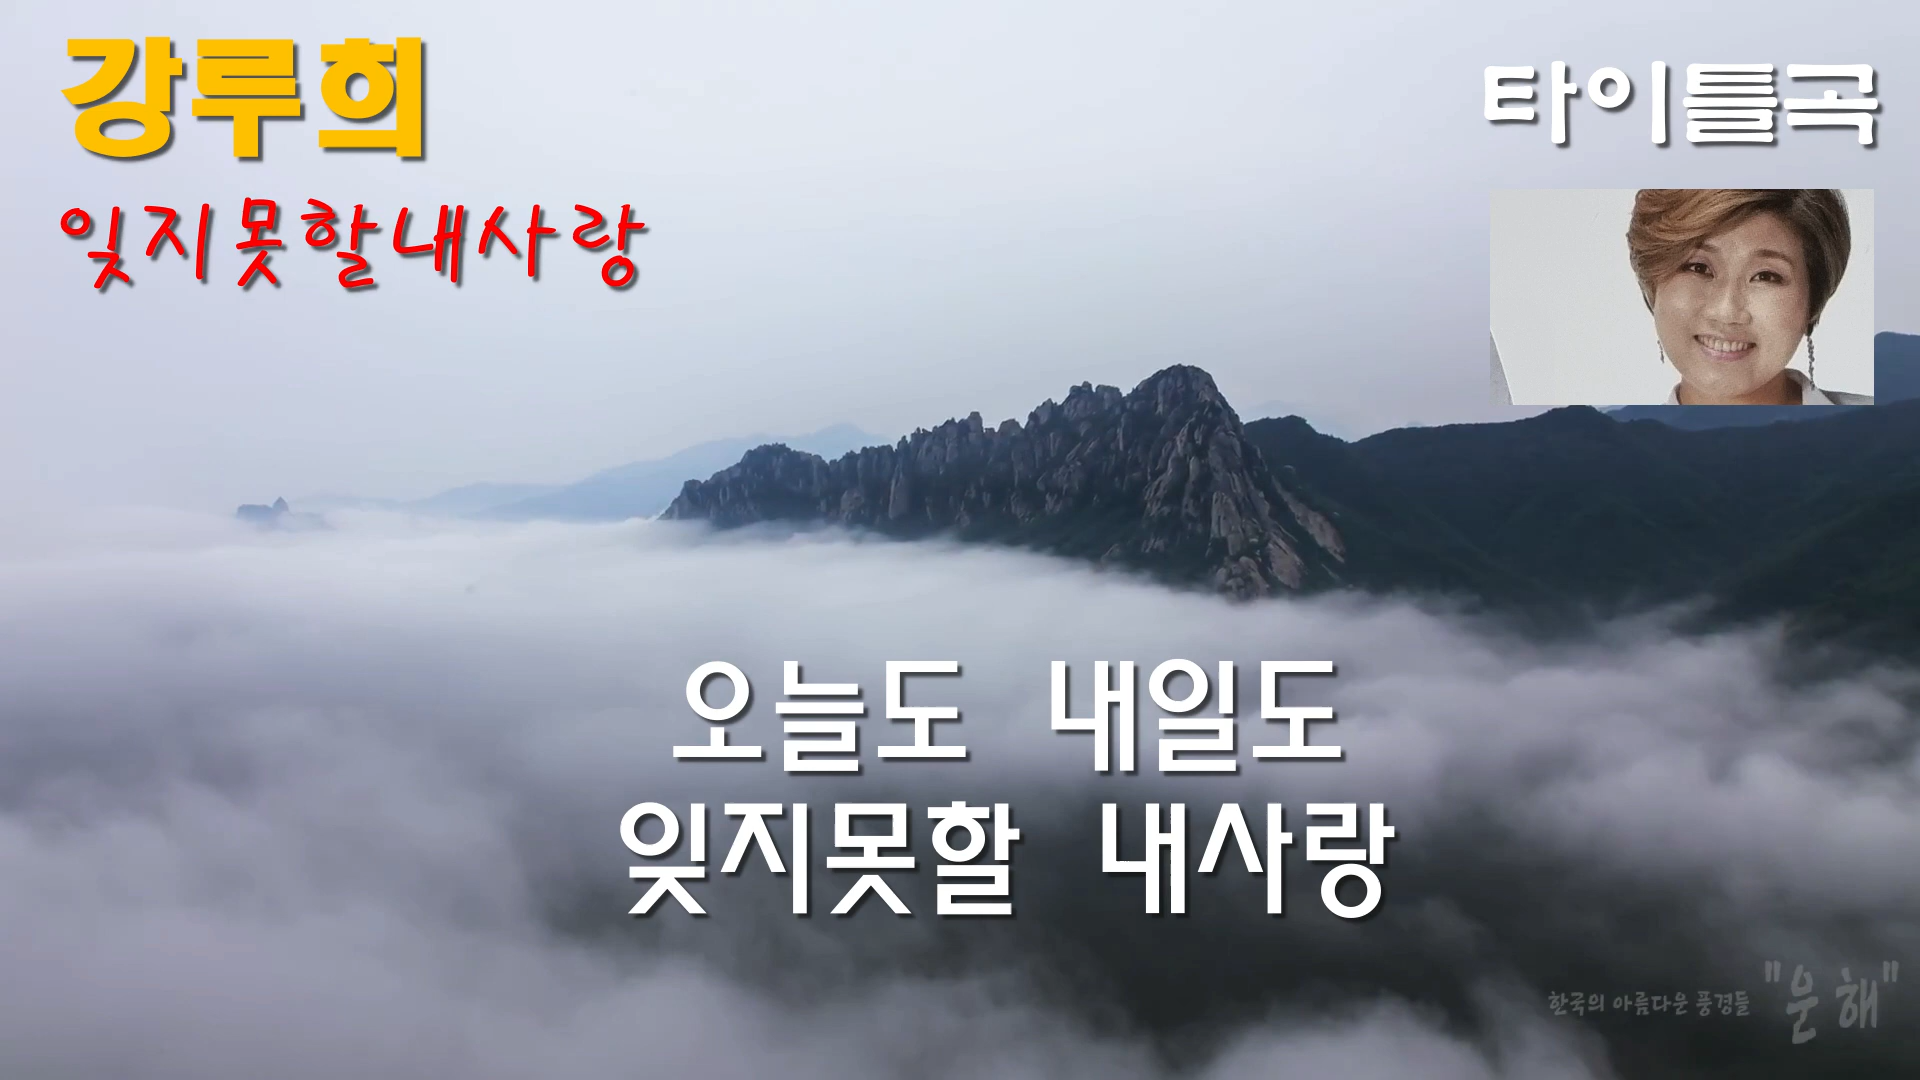 강루희
타이틀곡
잊지못할내사랑
오늘도 내일도
잊지못할 내사랑
한국의 아름다운 풍경들 "운해"